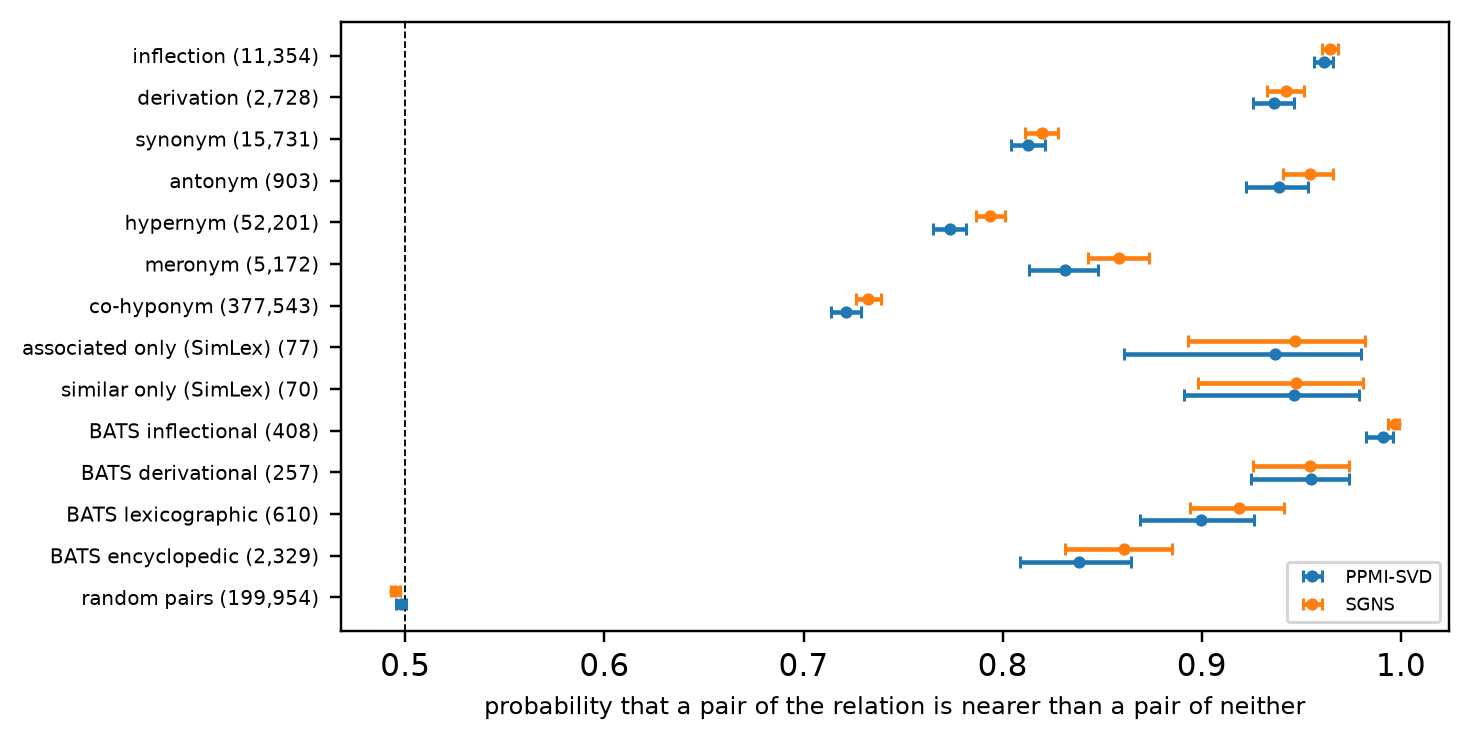 inflection (11,354)
derivation (2,728)
synonym (15,731)
antonym (903)
hypernym (52,201)
meronym (5,172)
co-hyponym (377,543)
associated only (SimLex) (77)
similar only (SimLex) (70)
BATS inflectional (408)
BATS derivational (257)
BATS lexicographic (610)
BATS encyclopedic (2,329)
random pairs (199,954)
PPMI-SVD
SGNS
0.5 0.6 0.7 0.8 0.9 1.0
probability that a pair of the relation is nearer than a pair of neither